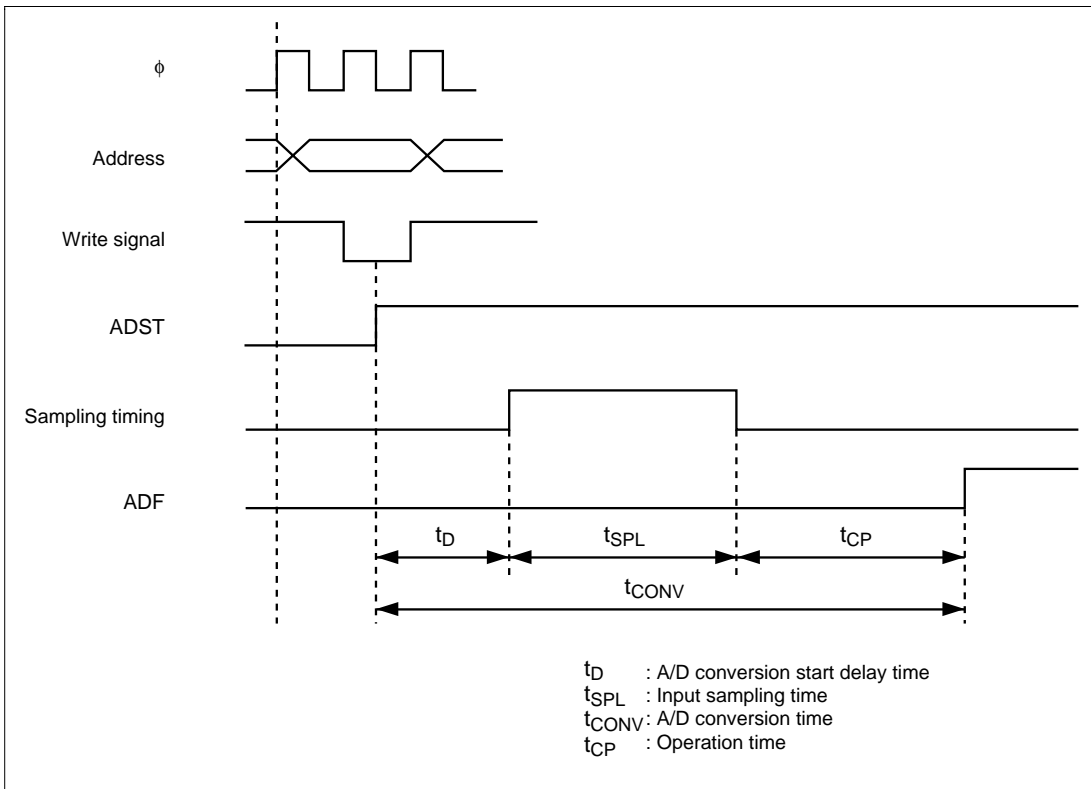 ϕ
Address
Write signal
ADST
Sampling timing
ADF
tD tSPL tCP
tCONV
tD : A/D conversion start delay time
tSPL : Input sampling time
tCONV : A/D conversion time
tCP : Operation time